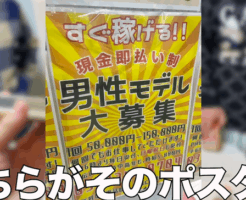 すぐ稼げる!!
現金即払い制
男性モデル
大募集
1回 50,000円~150,000円
ちらがそのポスタ